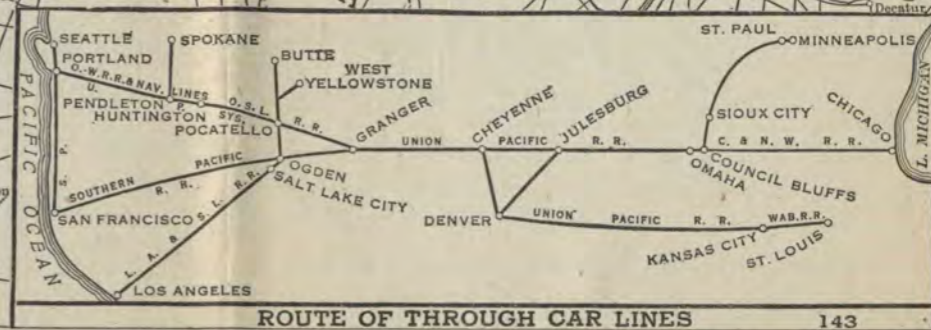 Decatur
SEATTLE
SPOKANE
PORTLAND
BUTTE
WEST
YELLOWSTONE
ST. PAUL
MINNEAPOLIS
O.-W.R.R.& NAV. LINES
U. P. SYS.
PENDLETON
HUNTINGTON
O. S. L. R. R.
POCATELLO
GRANGER
UNION PACIFIC R. R.
CHEYENNE
JULESBURG
SIOUX CITY
CHICAGO
L. MICHIGAN
C. & N. W. R. R.
OMAHA
COUNCIL BLUFFS
PACIFIC OCEAN
S. P.
SOUTHERN PACIFIC
R. R.
OGDEN
SALT LAKE CITY
SAN FRANCISCO
L. A. & S. L. R.R.
LOS ANGELES
DENVER
UNION PACIFIC R. R.
WAB.R.R.
KANSAS CITY
ST. LOUIS
ROUTE OF THROUGH CAR LINES
143